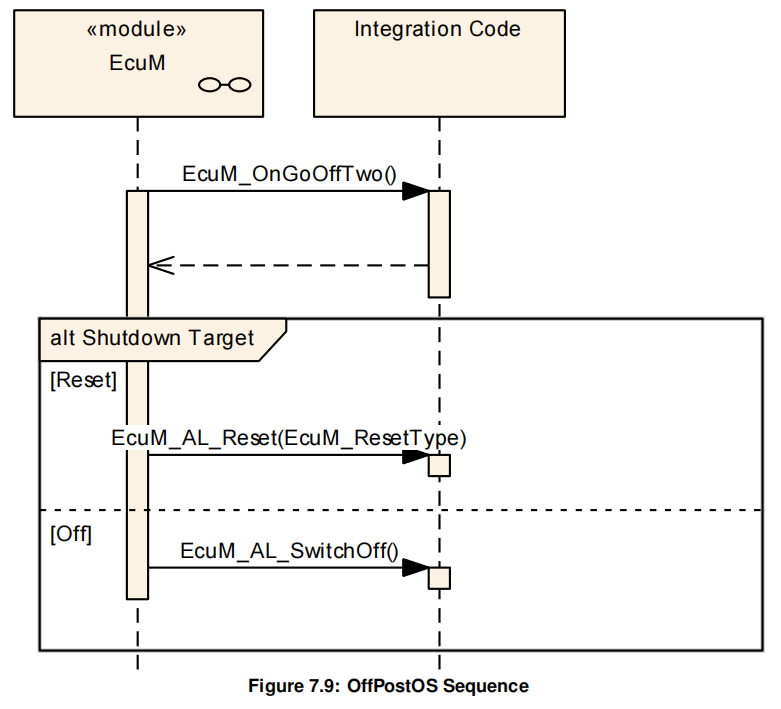 «module»
EcuM
Integration Code
EcuM_OnGoOffTwo()
alt Shutdown Target
[Reset]
EcuM_AL_Reset(EcuM_ResetType)
[Off]
EcuM_AL_SwitchOff()
Figure 7.9: OffPostOS Sequence